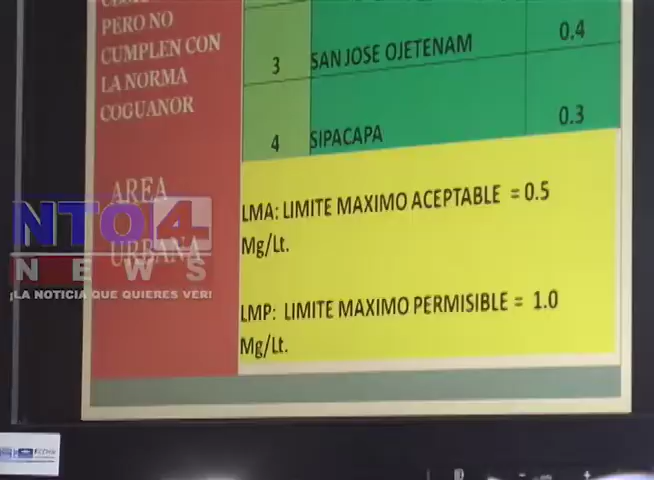 PERO NO
CUMPLEN CON
LA NORMA
COGUANOR
3 SAN JOSE OJETENAM 0.4
4 SIPACAPA 0.3
AREA
URBANA
LMA: LIMITE MAXIMO ACEPTABLE = 0.5
Mg/Lt.
LMP: LIMITE MAXIMO PERMISIBLE = 1.0
Mg/Lt.
NTO4
NEWS
¡LA NOTICIA QUE QUIERES VER!